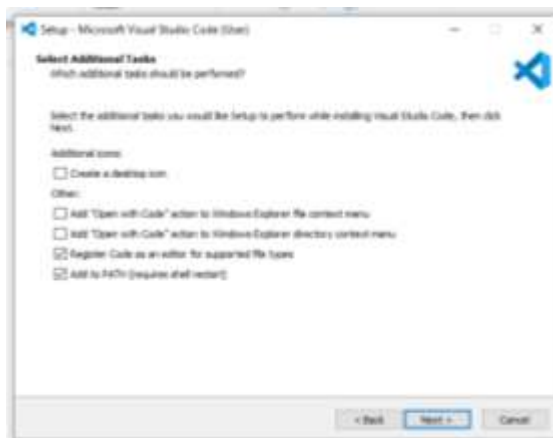 Setup - Microsoft Visual Studio Code (User)
Select Additional Tasks
Which additional tasks should be performed?
Select the additional tasks you would like Setup to perform while installing Visual Studio Code, then click
Next.
Additional icons:
Create a desktop icon
Other:
Add "Open with Code" action to Windows Explorer file context menu
Add "Open with Code" action to Windows Explorer directory context menu
Register Code as an editor for supported file types
Add to PATH (requires shell restart)
< Back
Next >
Cancel